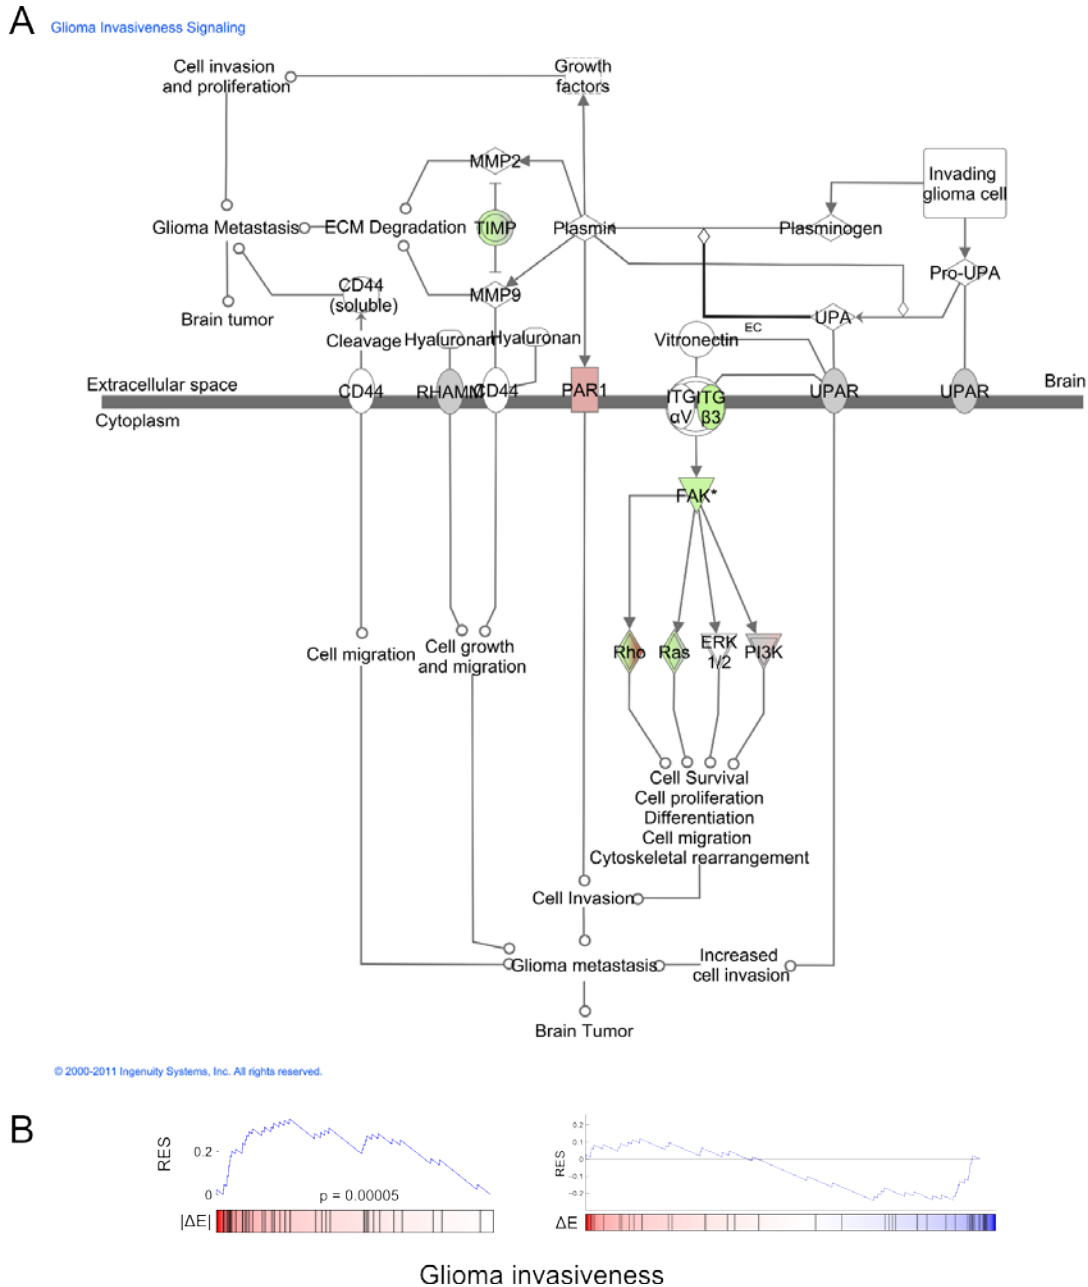 A
Glioma Invasiveness Signaling
Cell invasion
and proliferation
Growth
factors
MMP2
Invading
glioma cell
Glioma Metastasis
ECM Degradation
TIMP
Plasmin
Plasminogen
Pro-UPA
CD44
(soluble)
MMP9
Brain tumor
UPA
EC
Cleavage
Hyaluronan
Hyaluronan
Vitronectin
Extracellular space
Brain
CD44
RHAMM
CD44
PAR1
ITG
αV
ITG
β3
UPAR
UPAR
Cytoplasm
FAK*
Rho
Ras
ERK
1/2
PI3K
Cell migration
Cell growth
and migration
Cell Survival
Cell proliferation
Differentiation
Cell migration
Cytoskeletal rearrangement
Cell Invasion
Glioma metastasis
Increased
cell invasion
Brain Tumor
© 2000-2011 Ingenuity Systems, Inc. All rights reserved.
B
RES
0.2
0
p = 0.00005
|ΔE|
RES
0.2
0.1
0
-0.1
-0.2
ΔE
Glioma invasiveness